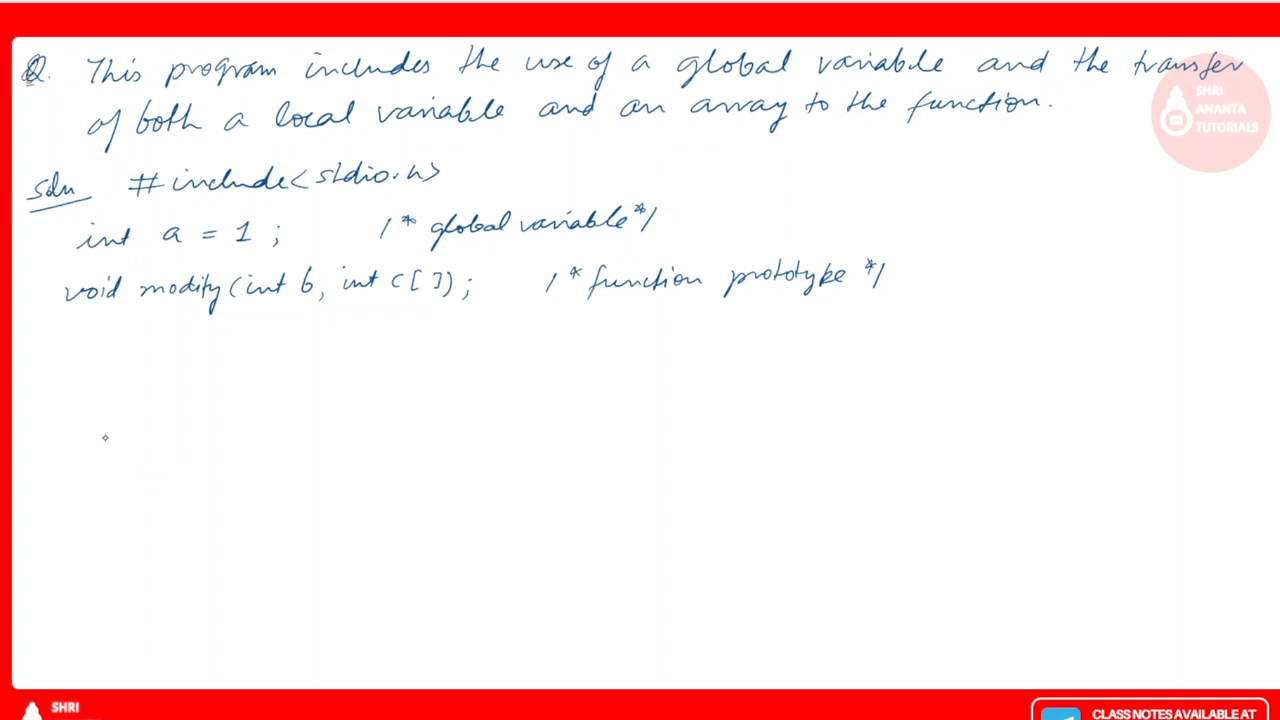 Q. This program includes the use of a global variable and the transfer
of both a local variable and an array to the function.
SHRI
ANANTA
TUTORIALS
Soln #include<stdio.h>
int a = 1 ; /* global variable */
void modify(int b, int c[ ]); /* function prototype */
SHRI
CLASS NOTES AVAILABLE AT